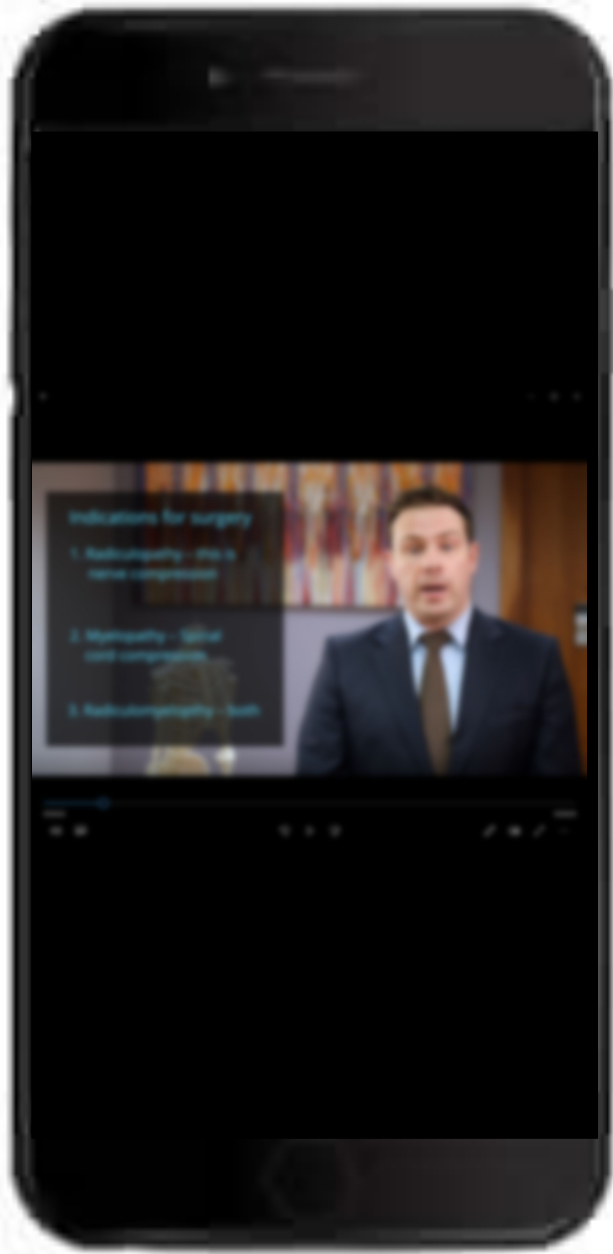 Indications for surgery
1. Radiculopathy - this is
nerve compression
2. Myelopathy - Spinal
cord compression
3. Radiculomyelopathy - both